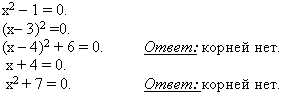 x² – 1 = 0.
(x– 3)² =0.
(x – 4)² + 6 = 0. Ответ: корней нет.
x + 4 = 0.
x² + 7 = 0. Ответ: корней нет.